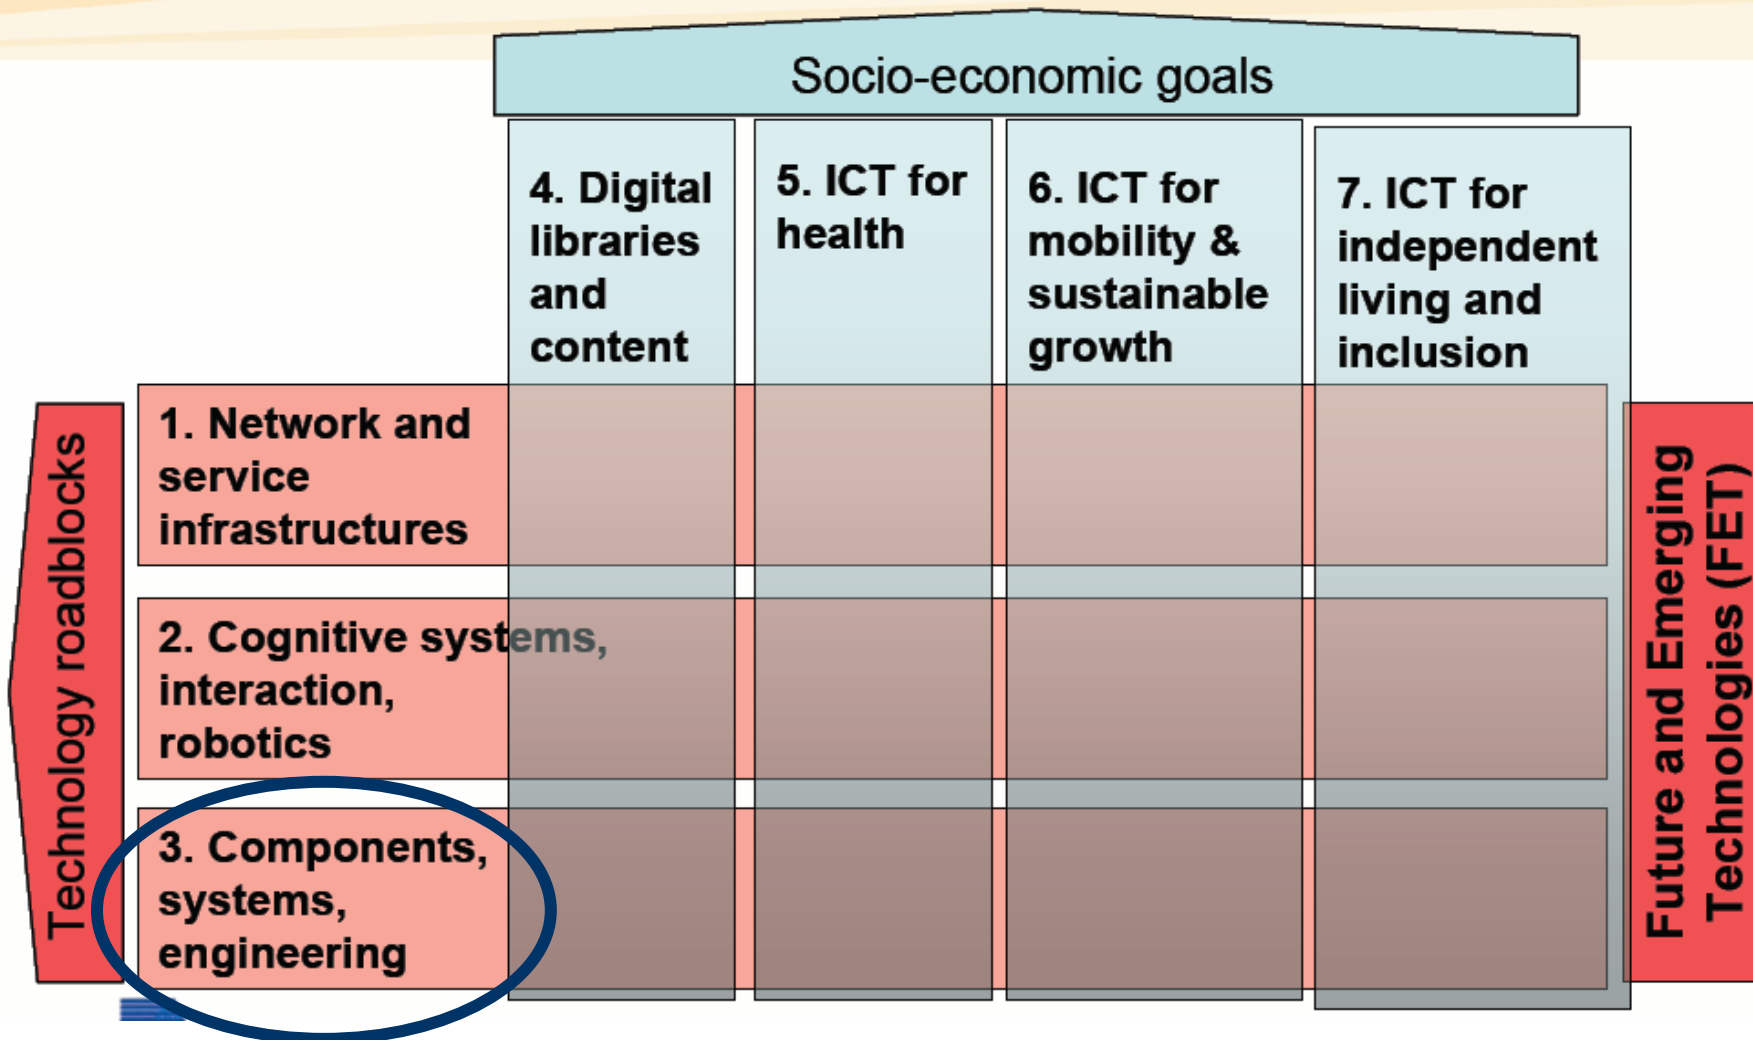 Socio-economic goals
4. Digital
libraries
and
content
5. ICT for
health
6. ICT for
mobility &
sustainable
growth
7. ICT for
independent
living and
inclusion
Technology roadblocks
1. Network and
service
infrastructures
2. Cognitive systems,
interaction,
robotics
3. Components,
systems,
engineering
Future and Emerging
Technologies (FET)